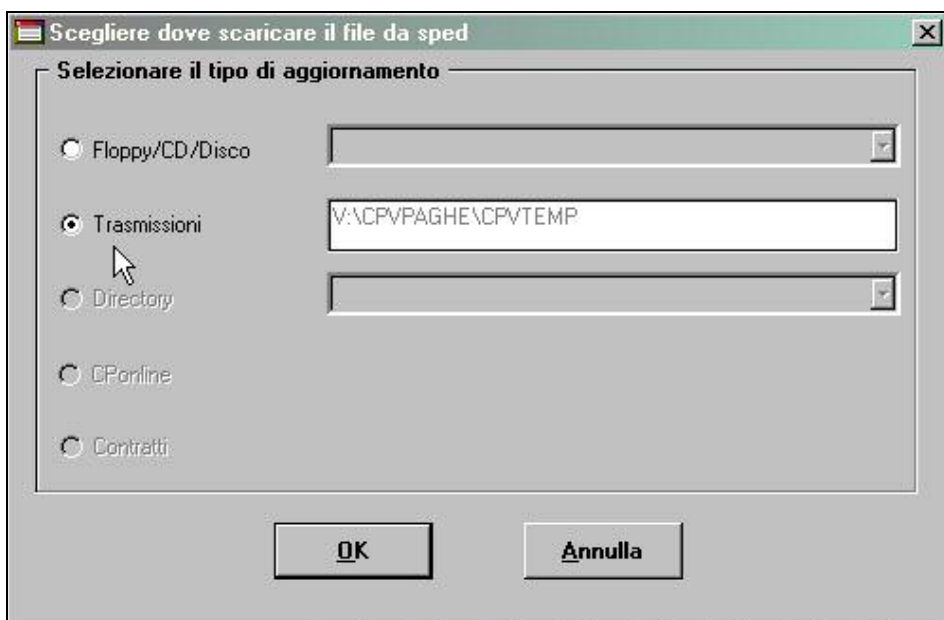 Scegliere dove scaricare il file da sped
Selezionare il tipo di aggiornamento
Floppy/CD/Disco
Trasmissioni V:\CPVPAGHE\CPVTEMP
Directory
CPonline
Contratti
OK Annulla